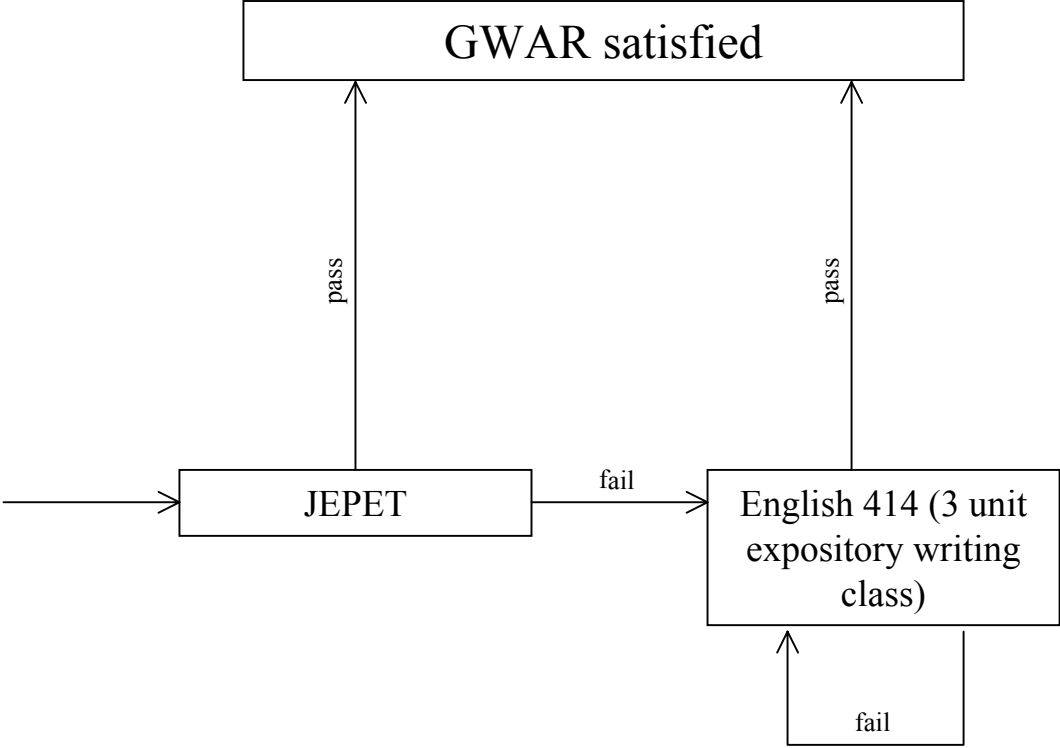 GWAR satisfied
pass
pass
JEPET
fail
English 414 (3 unit
expository writing
class)
fail